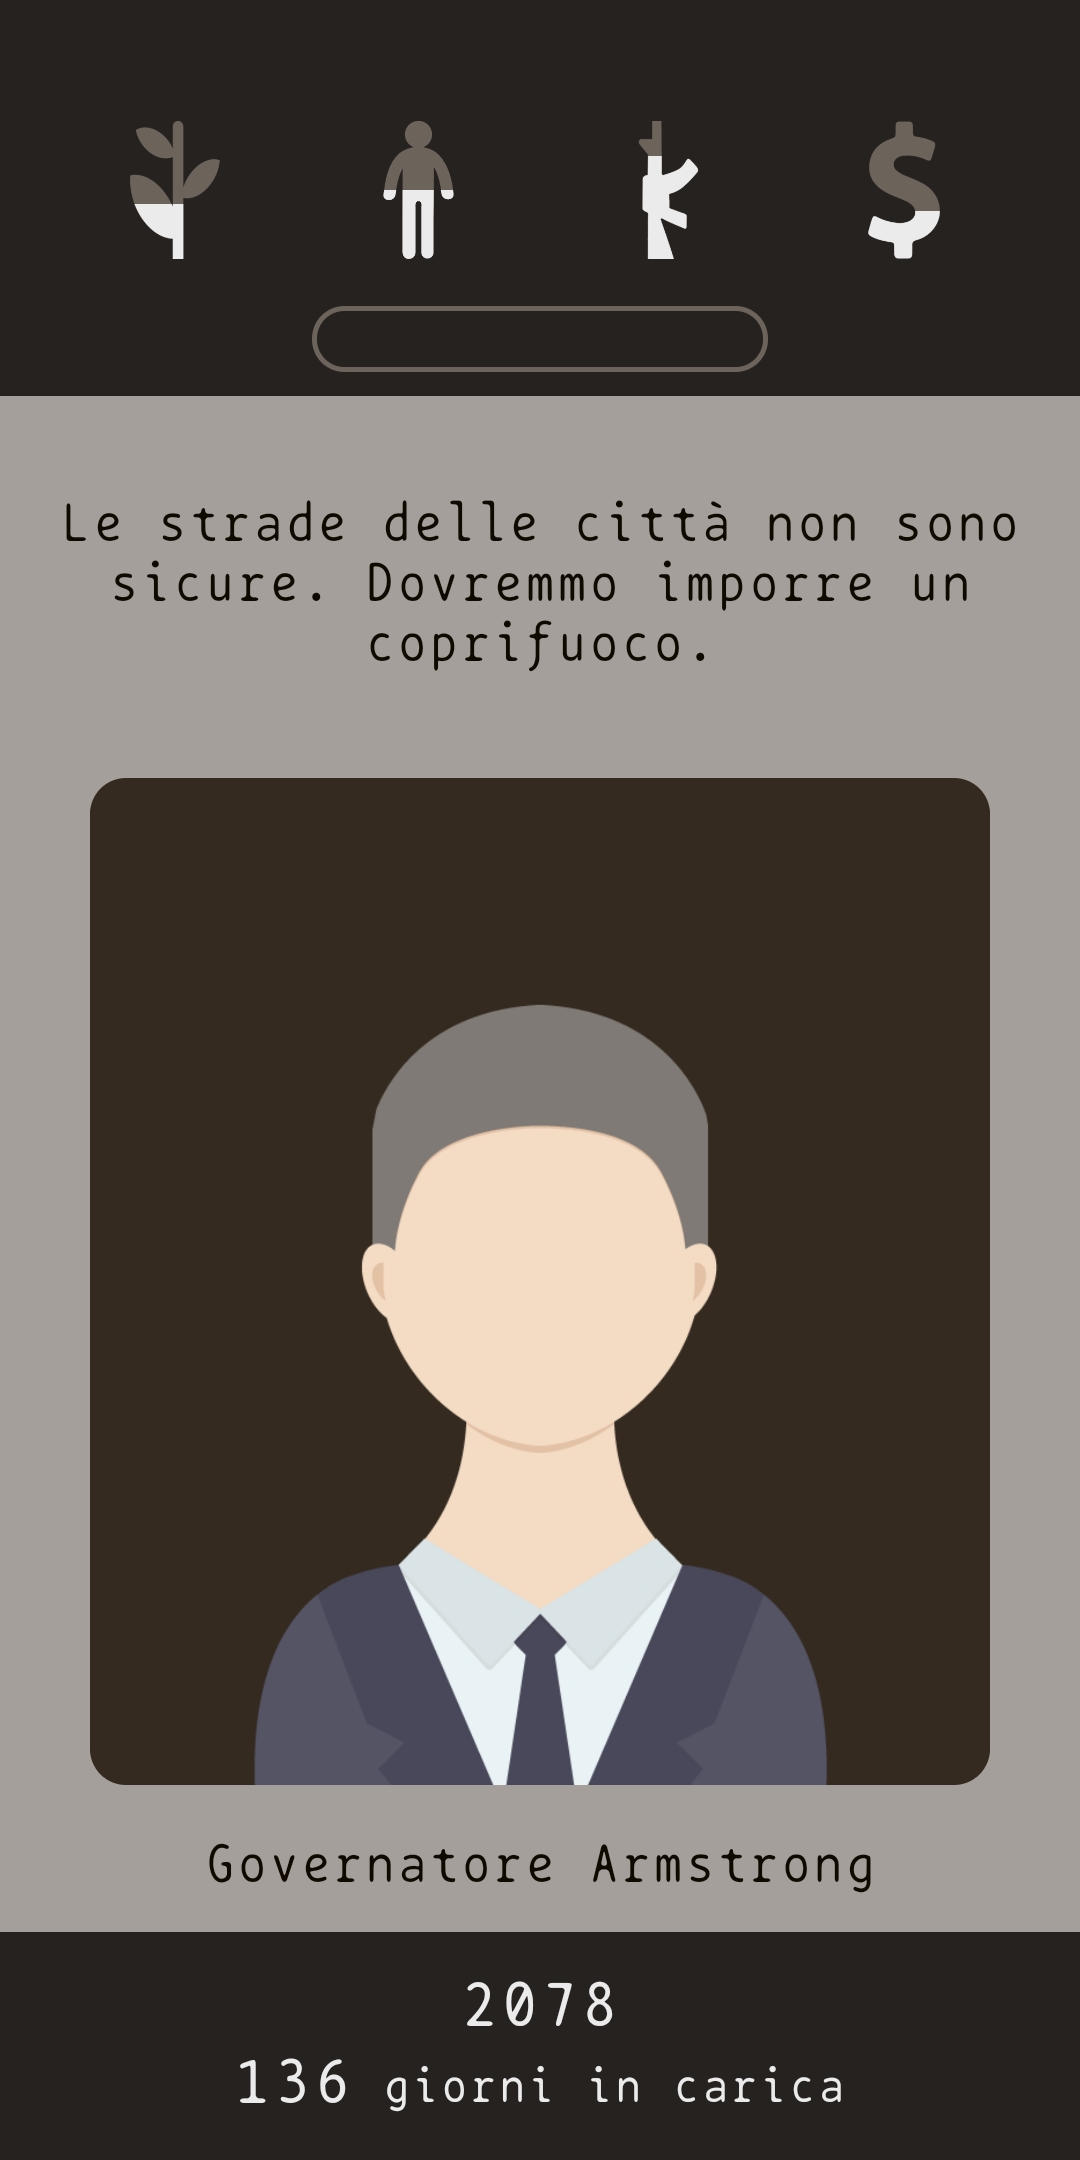 Le strade delle città non sono
sicure. Dovremmo imporre un
coprifuoco.
Governatore Armstrong
2078
136 giorni in carica